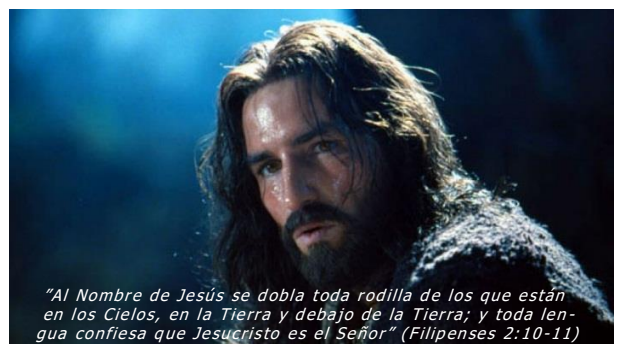 ”Al Nombre de Jesús se dobla toda rodilla de los que están
en los Cielos, en la Tierra y debajo de la Tierra; y toda len-
gua confiesa que Jesucristo es el Señor” (Filipenses 2:10-11)